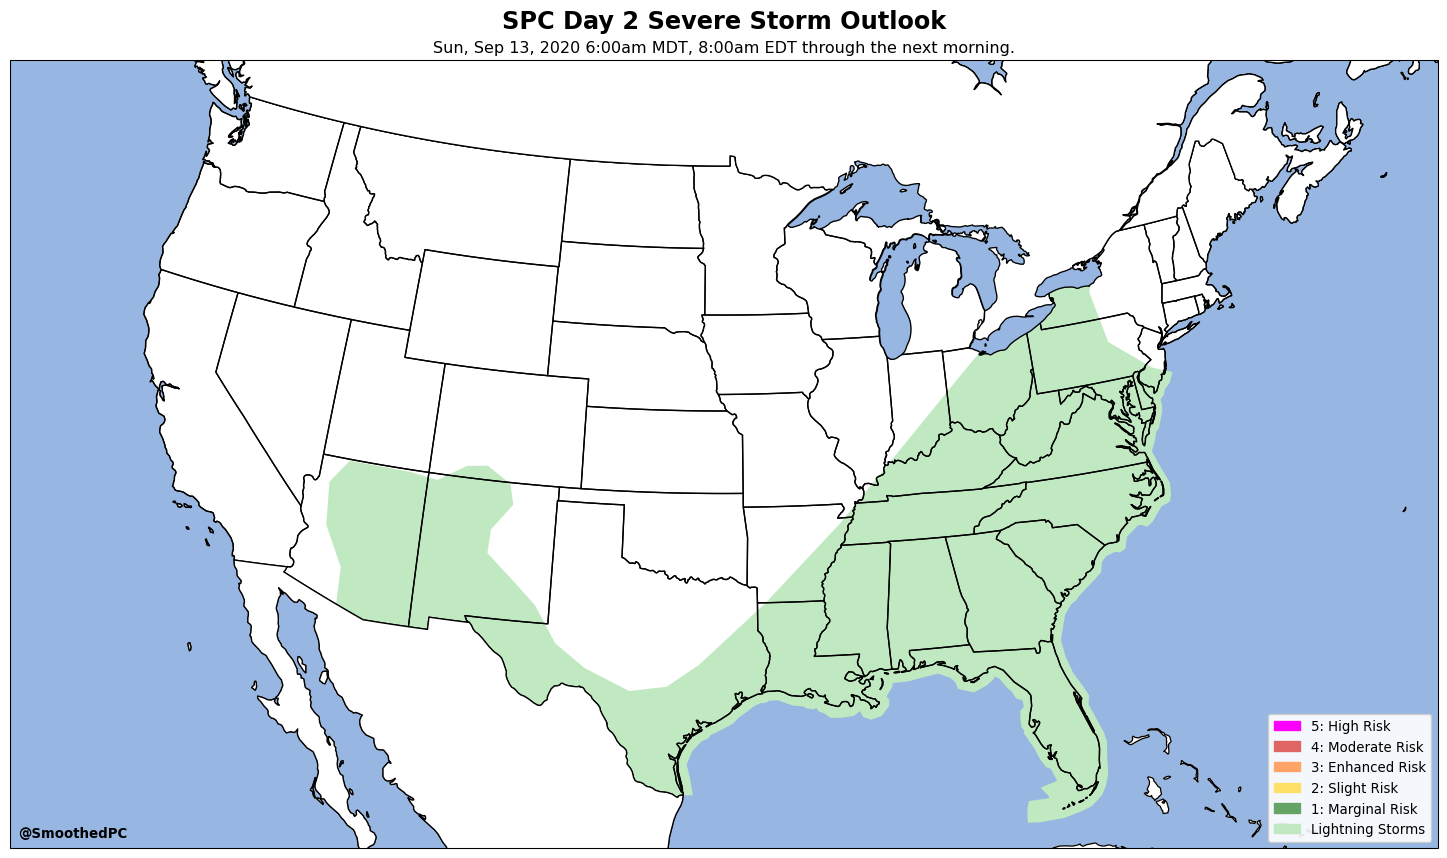 SPC Day 2 Severe Storm Outlook
Sun, Sep 13, 2020 6:00am MDT, 8:00am EDT through the next morning.
5: High Risk
4: Moderate Risk
3: Enhanced Risk
2: Slight Risk
1: Marginal Risk
Lightning Storms
@SmoothedPC